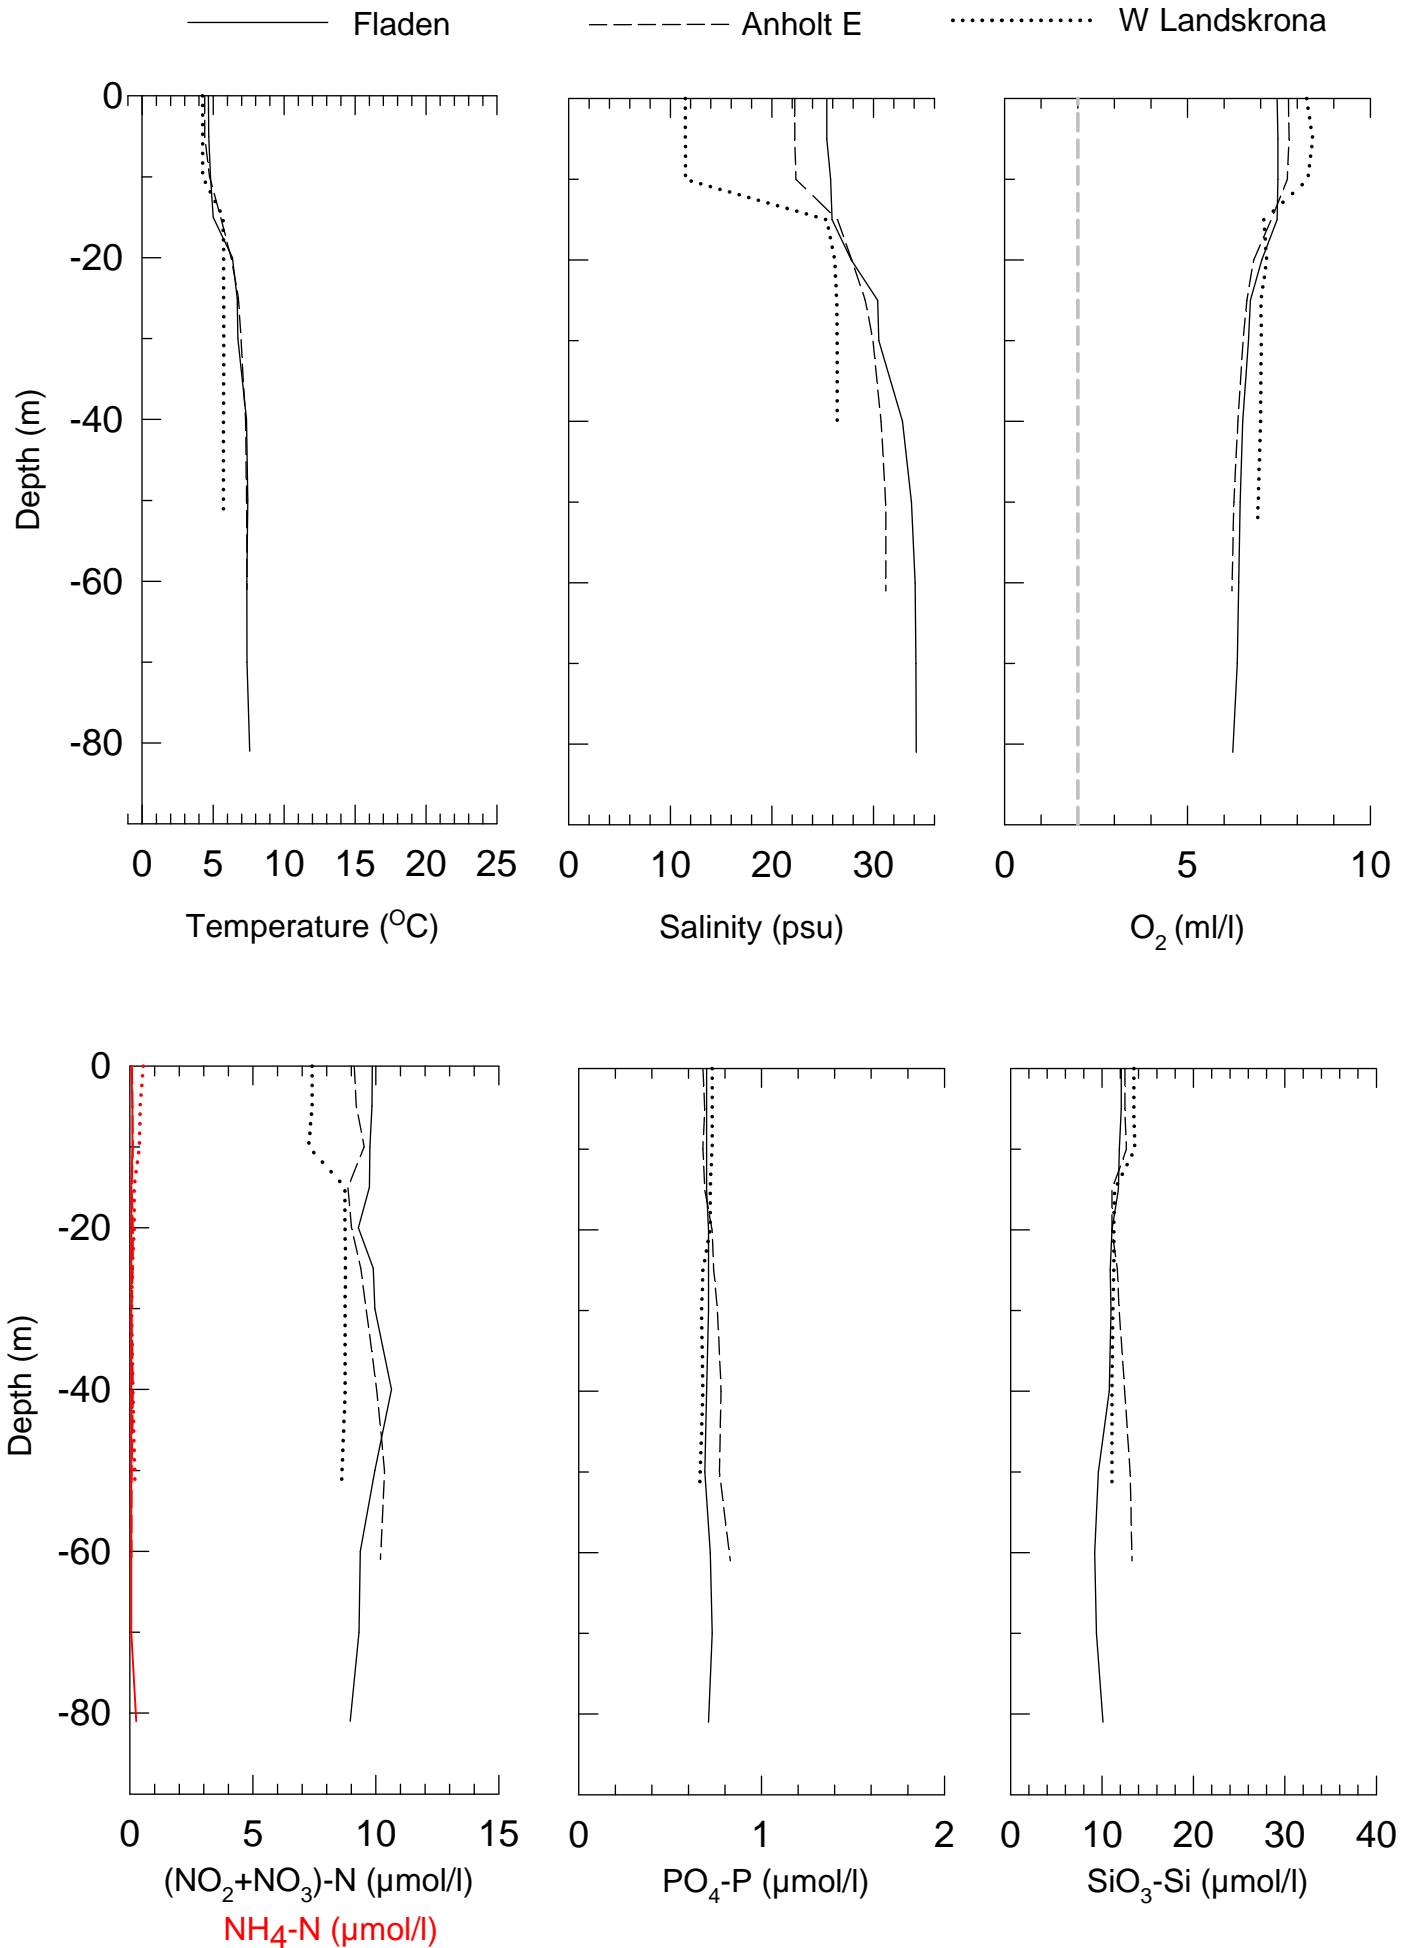 Fladen Anholt E W Landskrona
0
-20
-40
-60
-80
Depth (m)
0 5 10 15 20 25
Temperature (OC)
0 10 20 30
Salinity (psu)
0 5 10
O2 (ml/l)
0
-20
-40
-60
-80
Depth (m)
0 5 10 15
(NO2+NO3)-N (µmol/l)
NH4-N (µmol/l)
0 1 2
PO4-P (µmol/l)
0 10 20 30 40
SiO3-Si (µmol/l)